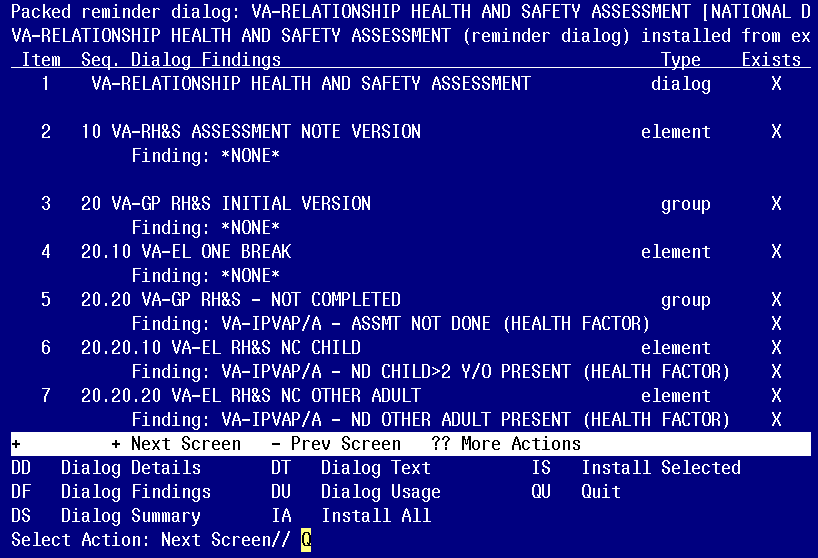 Packed reminder dialog: VA-RELATIONSHIP HEALTH AND SAFETY ASSESSMENT [NATIONAL D
VA-RELATIONSHIP HEALTH AND SAFETY ASSESSMENT (reminder dialog) installed from ex
Item Seq. Dialog Findings Type Exists
1 VA-RELATIONSHIP HEALTH AND SAFETY ASSESSMENT dialog X
2 10 VA-RH&S ASSESSMENT NOTE VERSION element X
Finding: *NONE*
3 20 VA-GP RH&S INITIAL VERSION group X
Finding: *NONE*
4 20.10 VA-EL ONE BREAK element X
Finding: *NONE*
5 20.20 VA-GP RH&S - NOT COMPLETED group X
Finding: VA-IPVAP/A - ASSMT NOT DONE (HEALTH FACTOR) X
6 20.20.10 VA-EL RH&S NC CHILD element X
Finding: VA-IPVAP/A - ND CHILD>2 Y/O PRESENT (HEALTH FACTOR) X
7 20.20.20 VA-EL RH&S NC OTHER ADULT element X
Finding: VA-IPVAP/A - ND OTHER ADULT PRESENT (HEALTH FACTOR) X
+ + Next Screen - Prev Screen ?? More Actions
DD Dialog Details DT Dialog Text IS Install Selected
DF Dialog Findings DU Dialog Usage QU Quit
DS Dialog Summary IA Install All
Select Action: Next Screen// Q